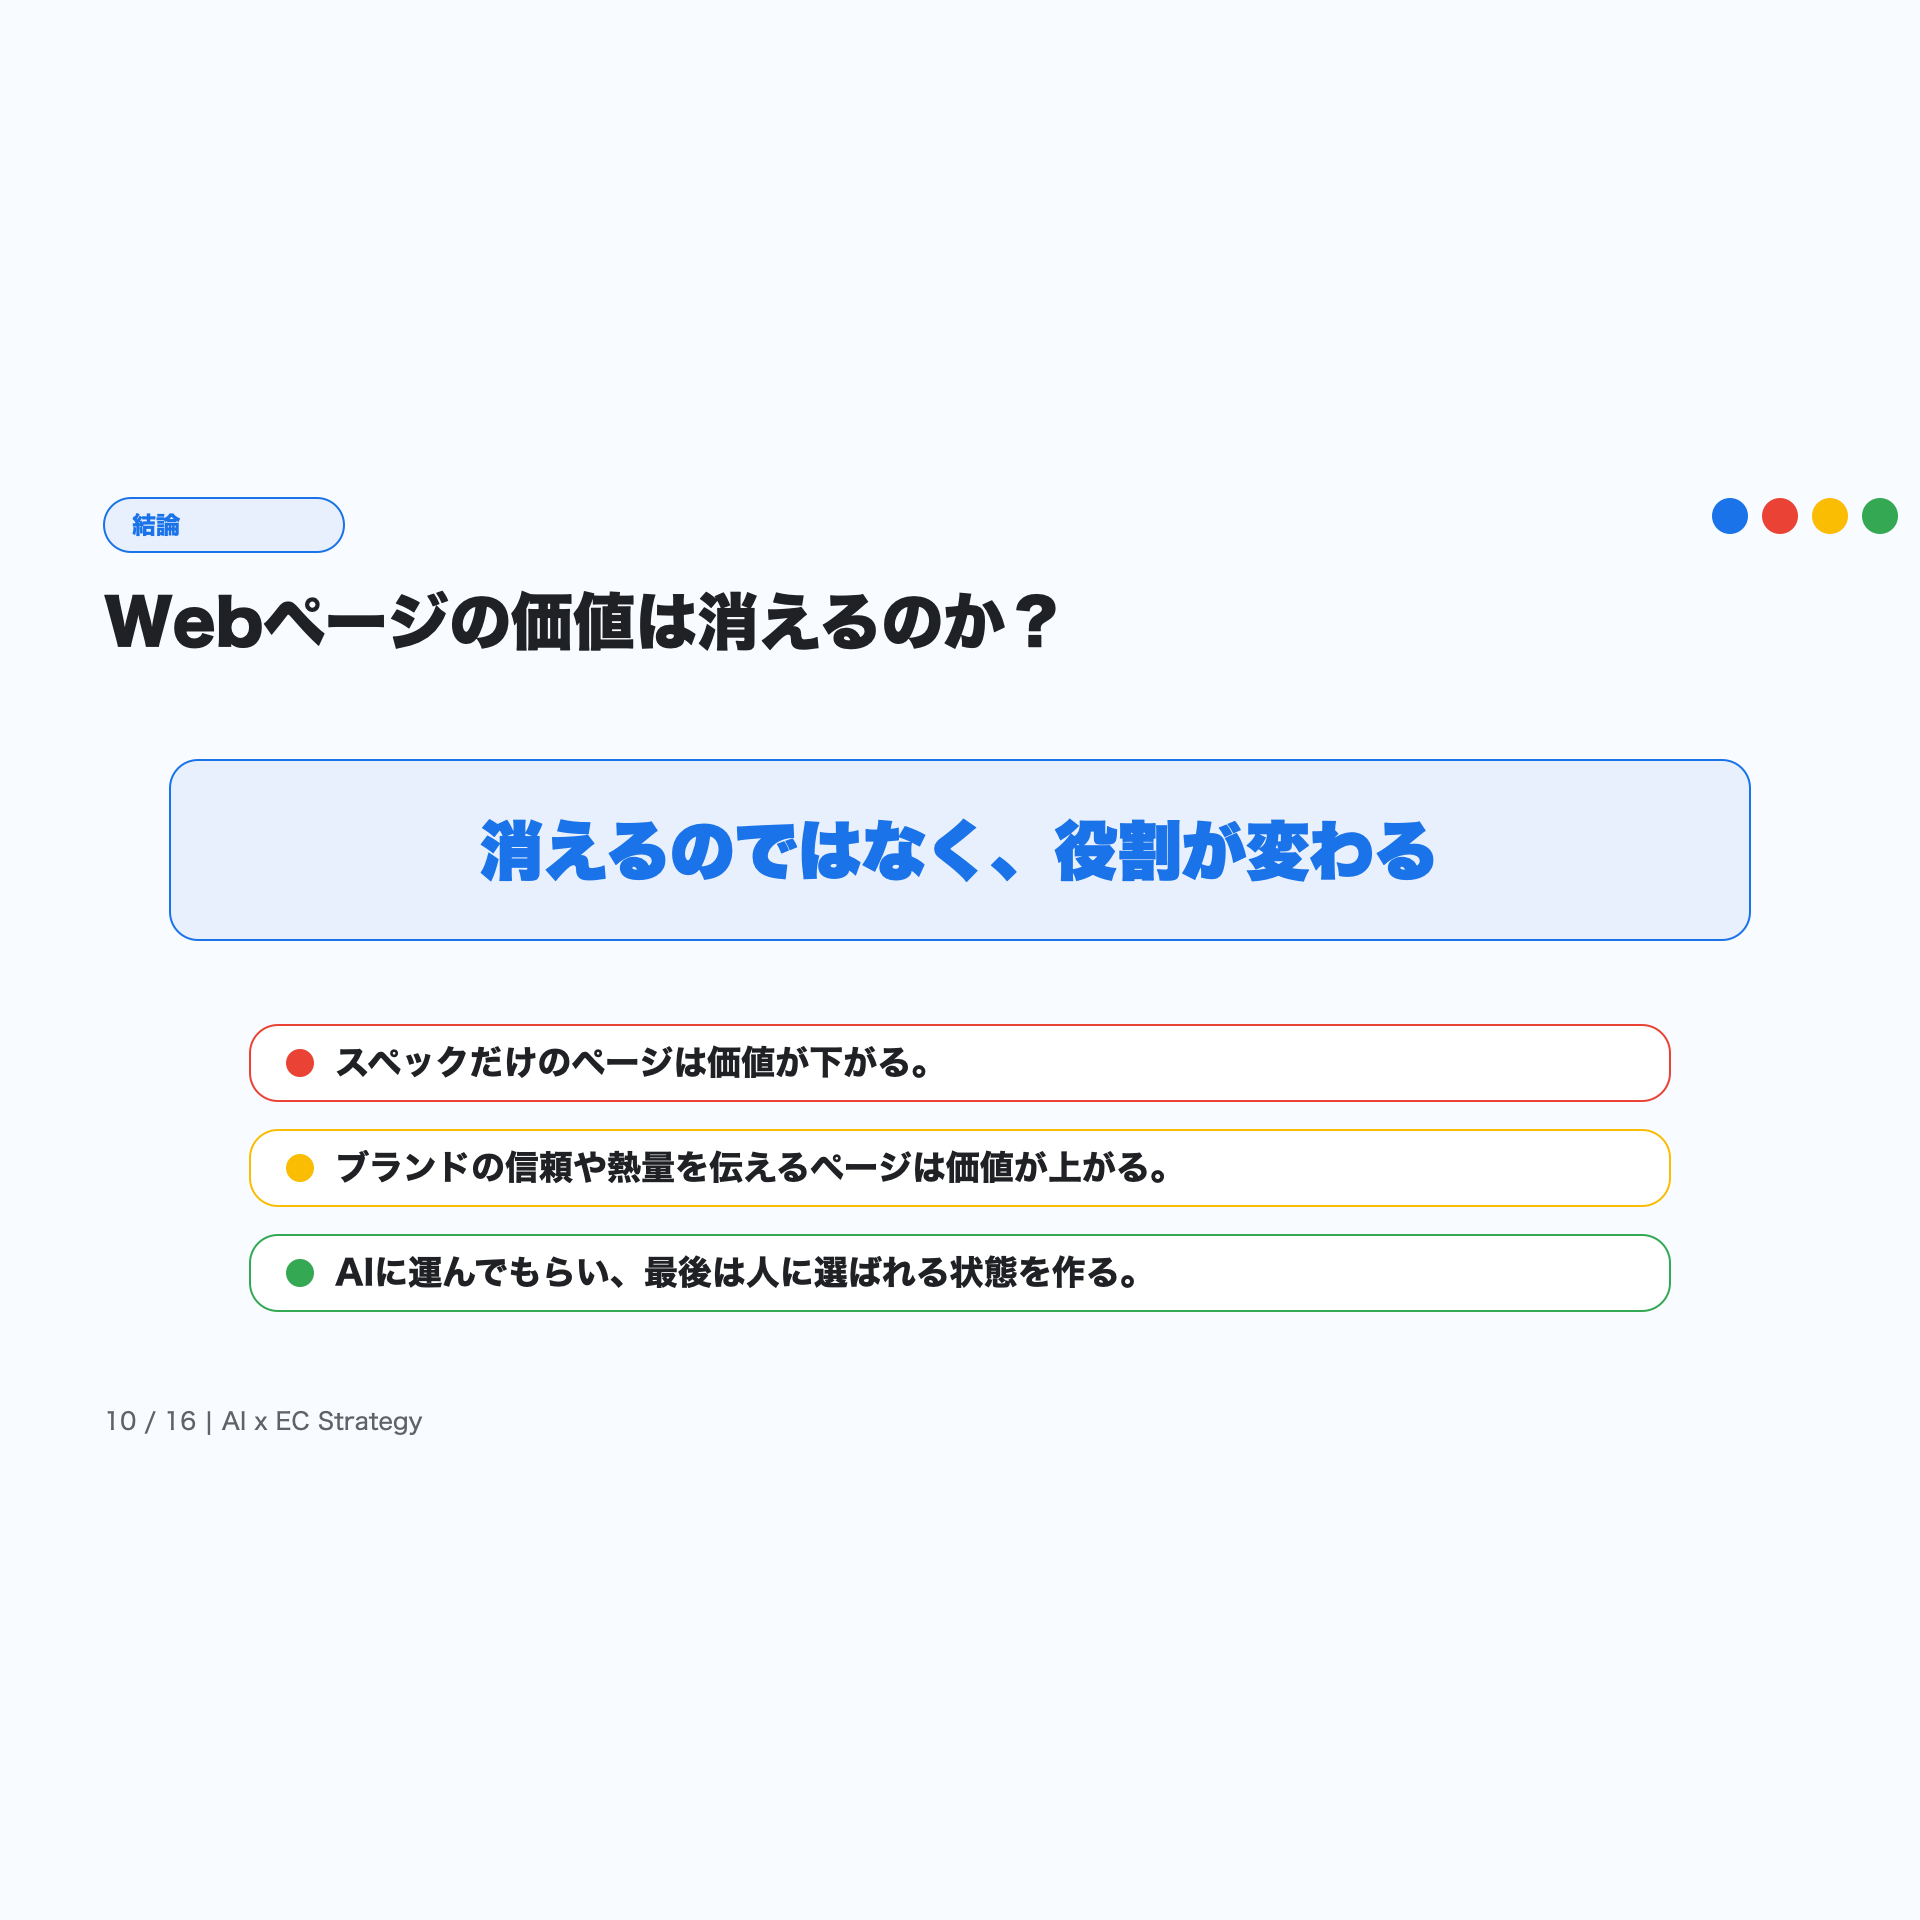 結論
Webページの価値は消えるのか？
消えるのではなく、役割が変わる
スペックだけのページは価値が下がる。
ブランドの信頼や熱量を伝えるページは価値が上がる。
AIに運んでもらい、最後は人に選ばれる状態を作る。
10 / 16 | AI x EC Strategy